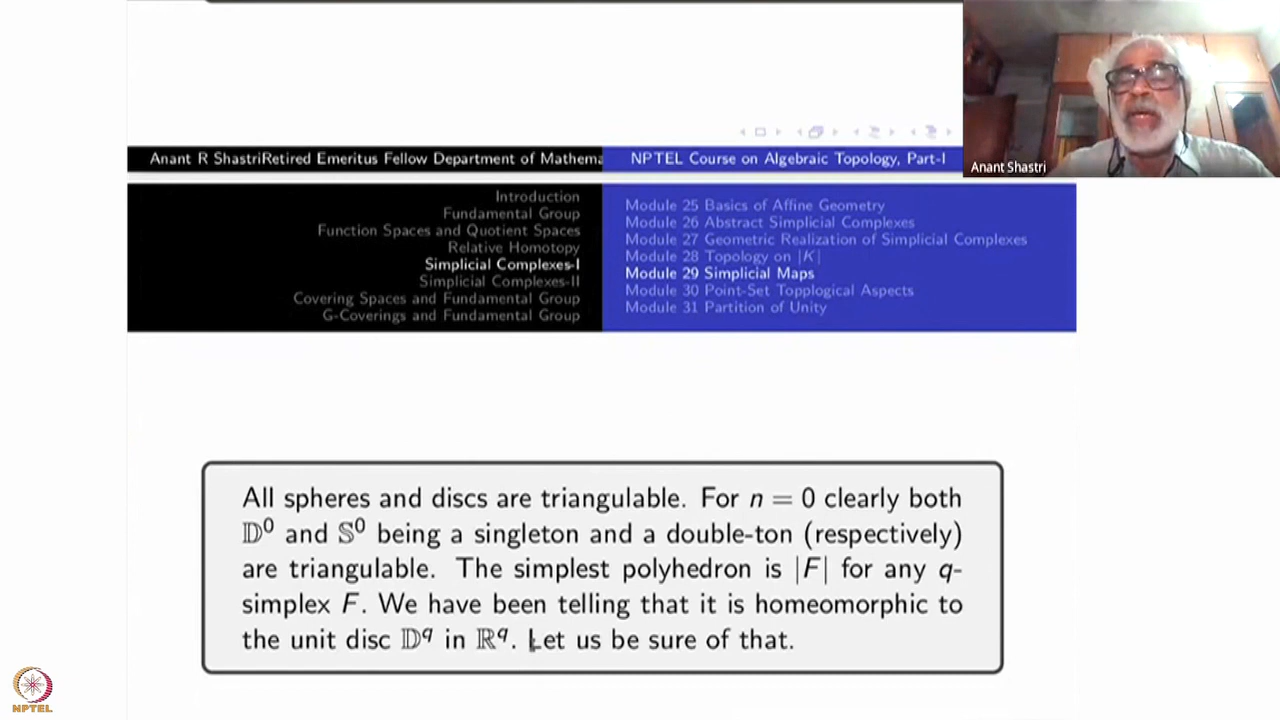 Anant R ShastriRetired Emeritus Fellow Department of Mathema
NPTEL Course on Algebraic Topology, Part-I
Anant Shastri
Introduction
Fundamental Group
Function Spaces and Quotient Spaces
Relative Homotopy
Simplicial Complexes-I
Simplicial Complexes-II
Covering Spaces and Fundamental Group
G-Coverings and Fundamental Group
Module 25 Basics of Affine Geometry
Module 26 Abstract Simplicial Complexes
Module 27 Geometric Realization of Simplicial Complexes
Module 28 Topology on |K|
Module 29 Simplicial Maps
Module 30 Point-Set Topplogical Aspects
Module 31 Partition of Unity
All spheres and discs are triangulable. For n = 0 clearly both
𝔻⁰ and 𝕊⁰ being a singleton and a double-ton (respectively)
are triangulable. The simplest polyhedron is |F| for any q-
simplex F. We have been telling that it is homeomorphic to
the unit disc 𝔻^q in ℝ^q. Let us be sure of that.
NPTEL